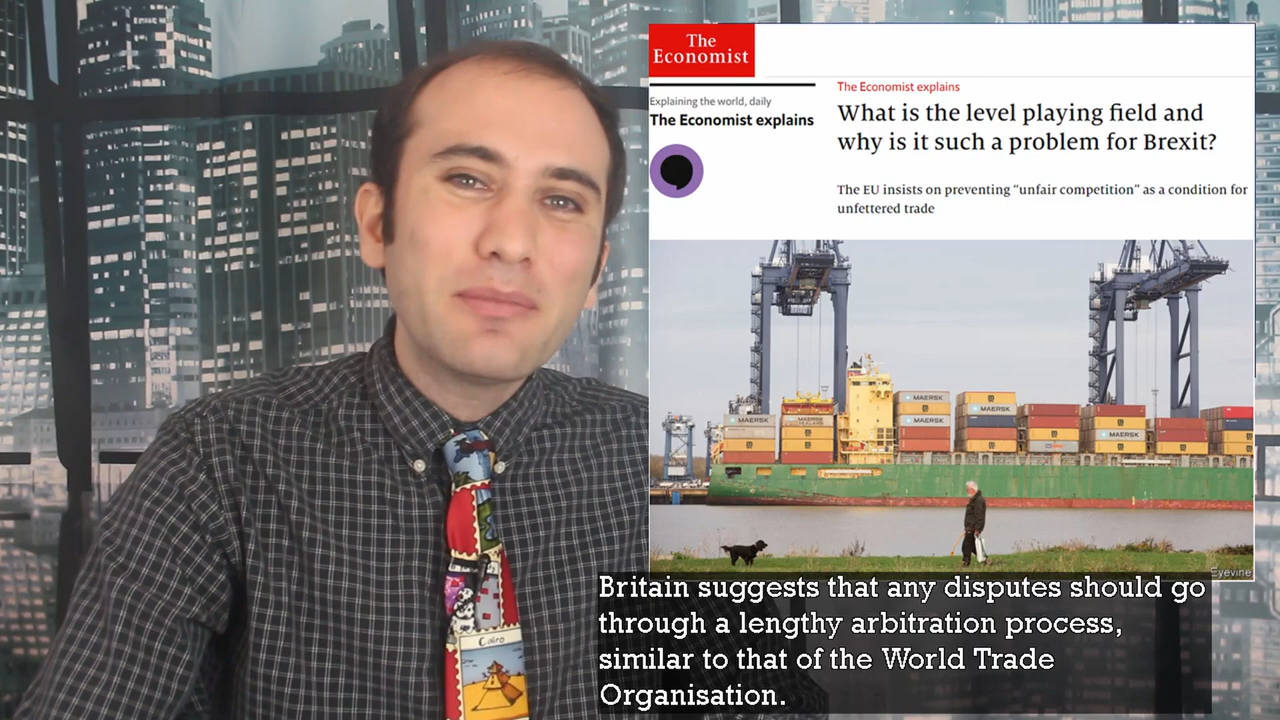 The
Economist
Explaining the world, daily
The Economist explains
The Economist explains
What is the level playing field and
why is it such a problem for Brexit?
The EU insists on preventing “unfair competition” as a condition for
unfettered trade
MAERSK
MAERSK
MAERSK
MAERSK
MAERSK
MAERSK
Eyevine
Britain suggests that any disputes should go
through a lengthy arbitration process,
similar to that of the World Trade
Organisation.
Cairo